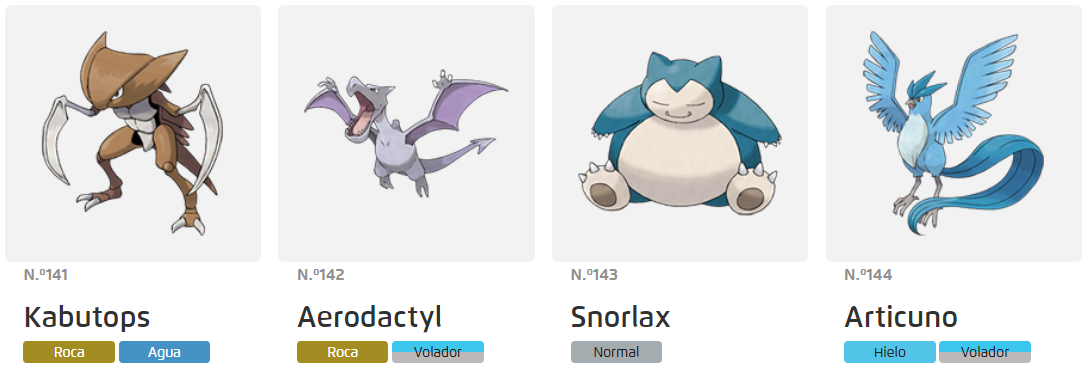 N.º141
Kabutops
Roca Agua
N.º142
Aerodactyl
Roca Volador
N.º143
Snorlax
Normal
N.º144
Articuno
Hielo Volador